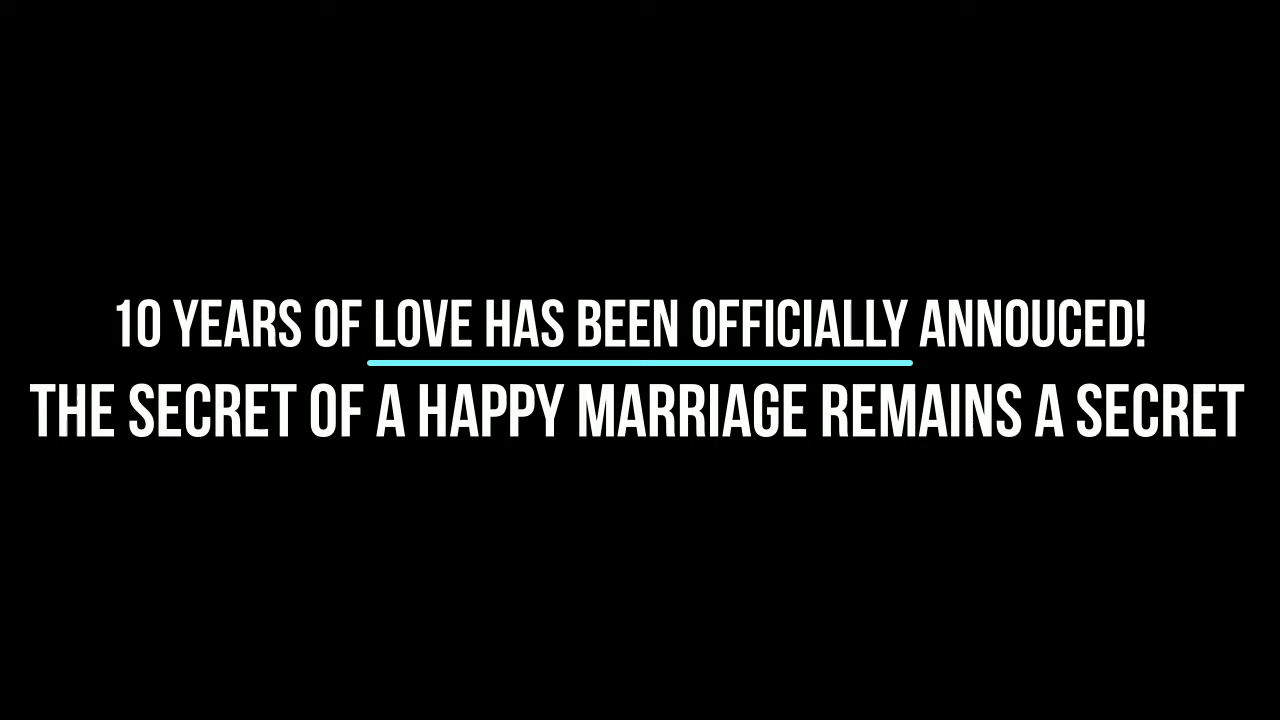 10 YEARS OF LOVE HAS BEEN OFFICIALLY ANNOUCED!
THE SECRET OF A HAPPY MARRIAGE REMAINS A SECRET